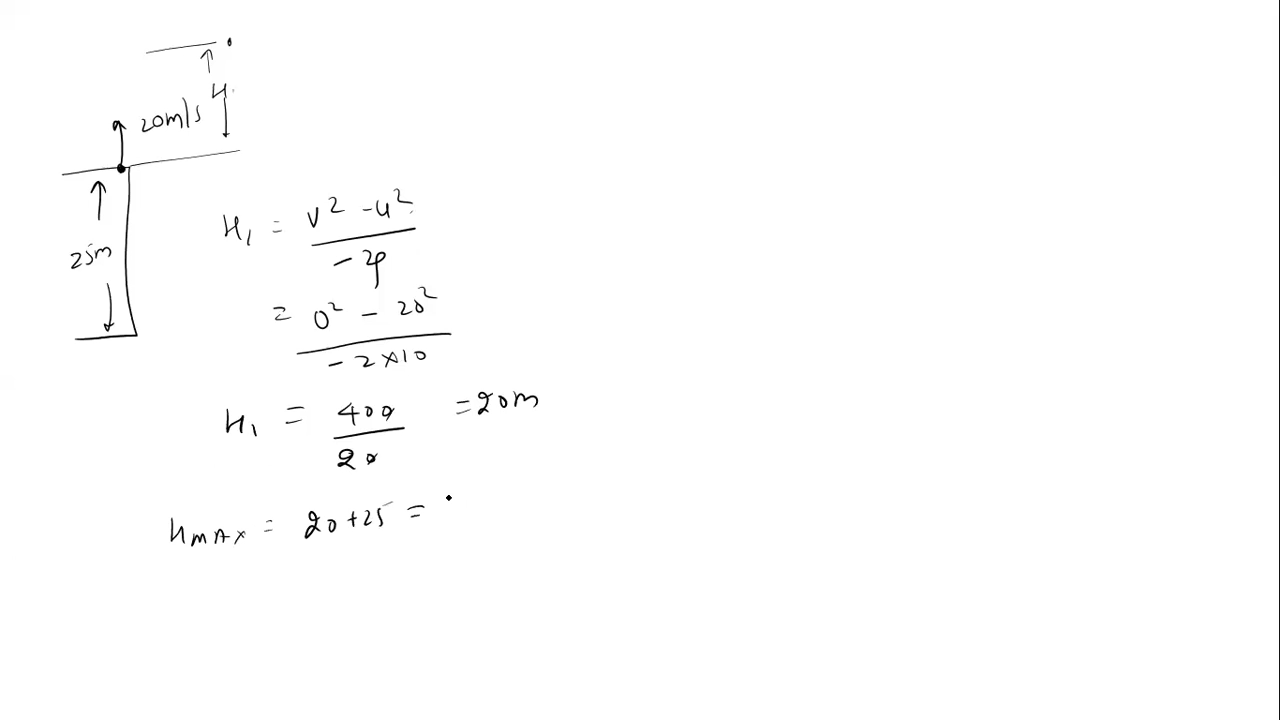 H
20m/s
25m
H₁ = v² - u² / -2g
= 0² - 20² / -2×10
H₁ = 400 / 20 = 20m
HMAX = 20+25 =